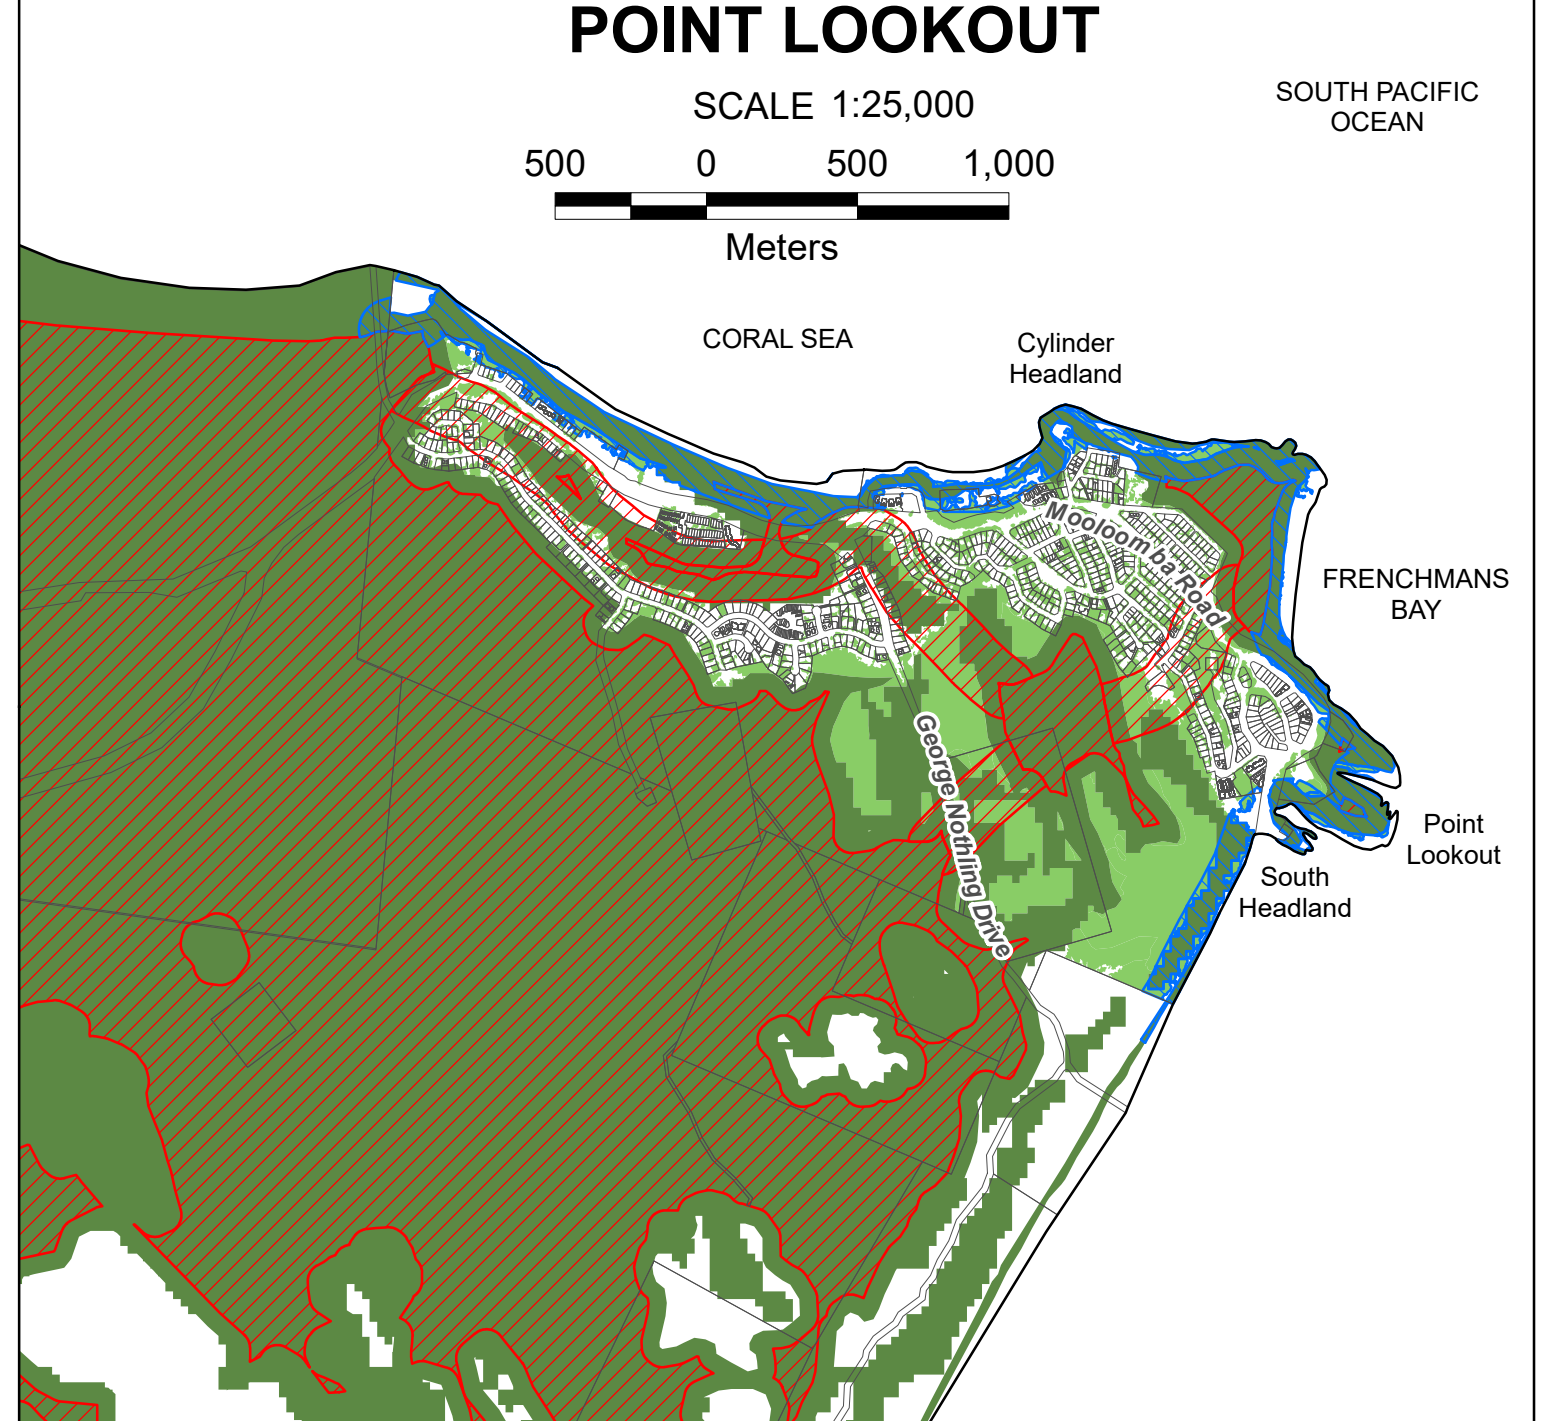 POINT LOOKOUT
SCALE 1:25,000
SOUTH PACIFIC
OCEAN
500 0 500 1,000
Meters
CORAL SEA
Cylinder
Headland
Mooloomba Road
FRENCHMANS
BAY
George Nothling Drive
Point
Lookout
South
Headland